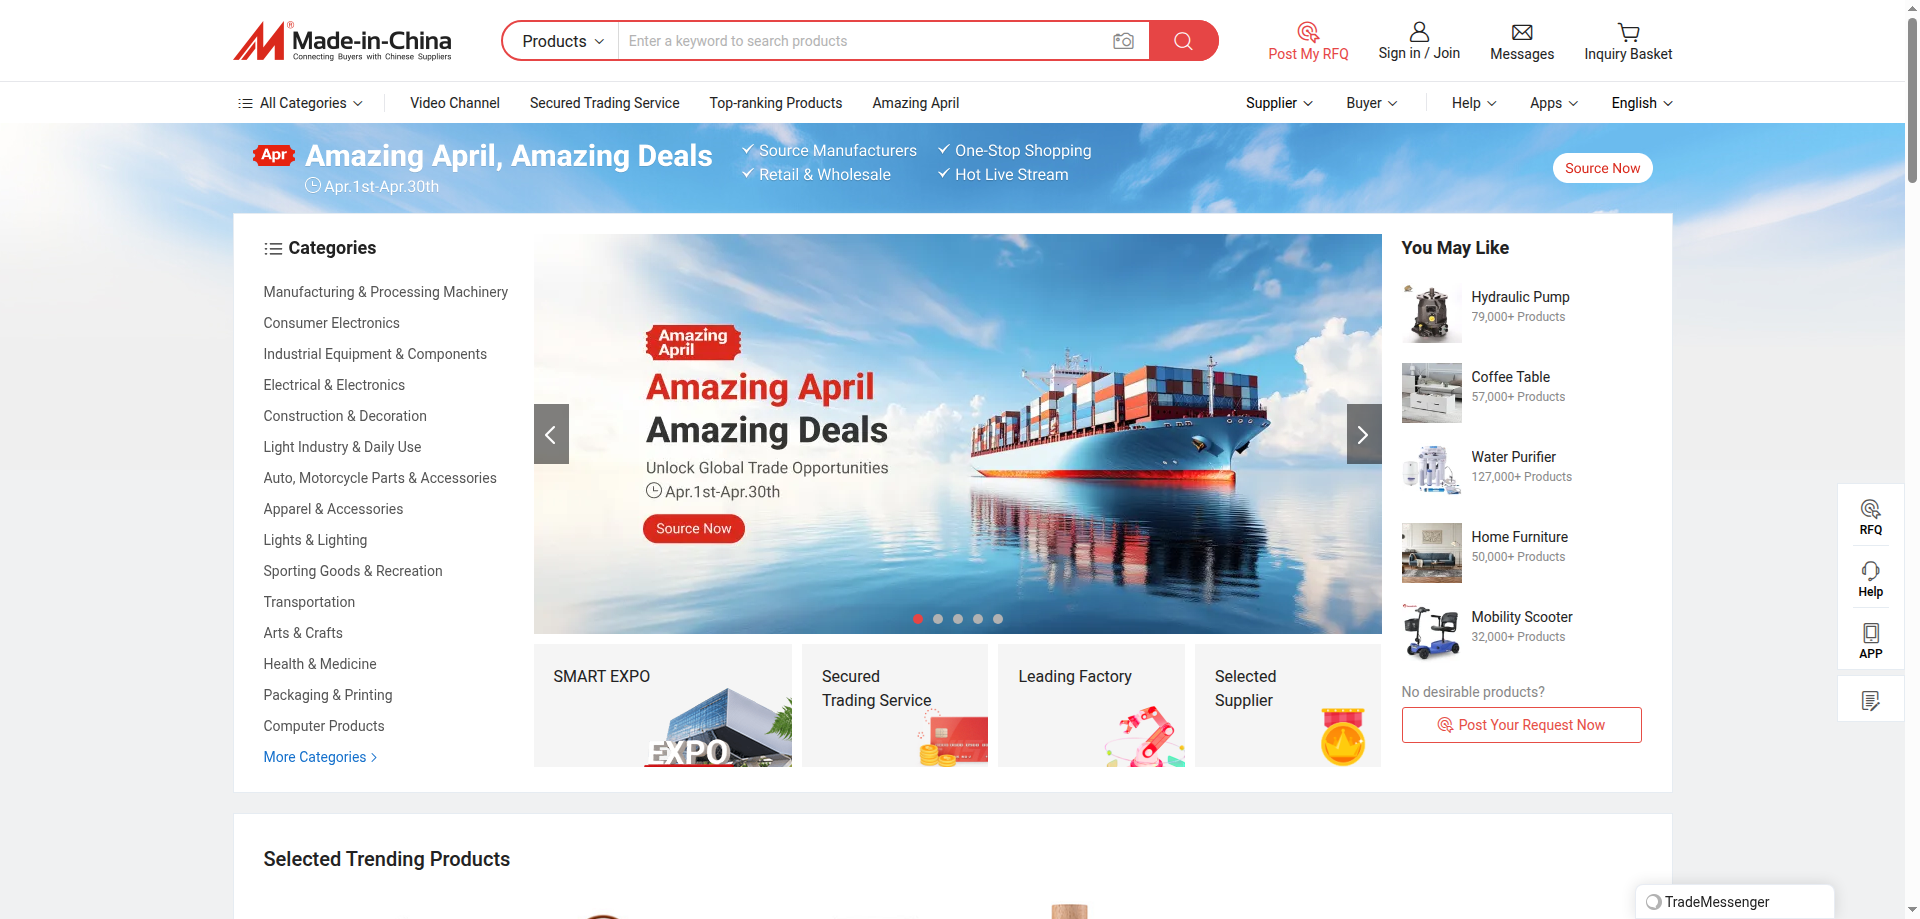 Made-in-China
Connecting Buyers with Chinese Suppliers
Products
Enter a keyword to search products
Post My RFQ
Sign in / Join
Messages
Inquiry Basket
All Categories
Video Channel
Secured Trading Service
Top-ranking Products
Amazing April
Supplier
Buyer
Help
Apps
English
Apr
Amazing April, Amazing Deals
Apr.1st-Apr.30th
Source Manufacturers
One-Stop Shopping
Retail & Wholesale
Hot Live Stream
Source Now
Categories
Manufacturing & Processing Machinery
Consumer Electronics
Industrial Equipment & Components
Electrical & Electronics
Construction & Decoration
Light Industry & Daily Use
Auto, Motorcycle Parts & Accessories
Apparel & Accessories
Lights & Lighting
Sporting Goods & Recreation
Transportation
Arts & Crafts
Health & Medicine
Packaging & Printing
Computer Products
More Categories
Amazing
April
Amazing April
Amazing Deals
Unlock Global Trade Opportunities
Apr.1st-Apr.30th
Source Now
SMART EXPO
EXPO
Secured
Trading Service
Leading Factory
Selected
Supplier
You May Like
Hydraulic Pump
79,000+ Products
Coffee Table
57,000+ Products
Water Purifier
127,000+ Products
Home Furniture
50,000+ Products
Mobility Scooter
32,000+ Products
No desirable products?
Post Your Request Now
RFQ
Help
APP
Selected Trending Products
TradeMessenger